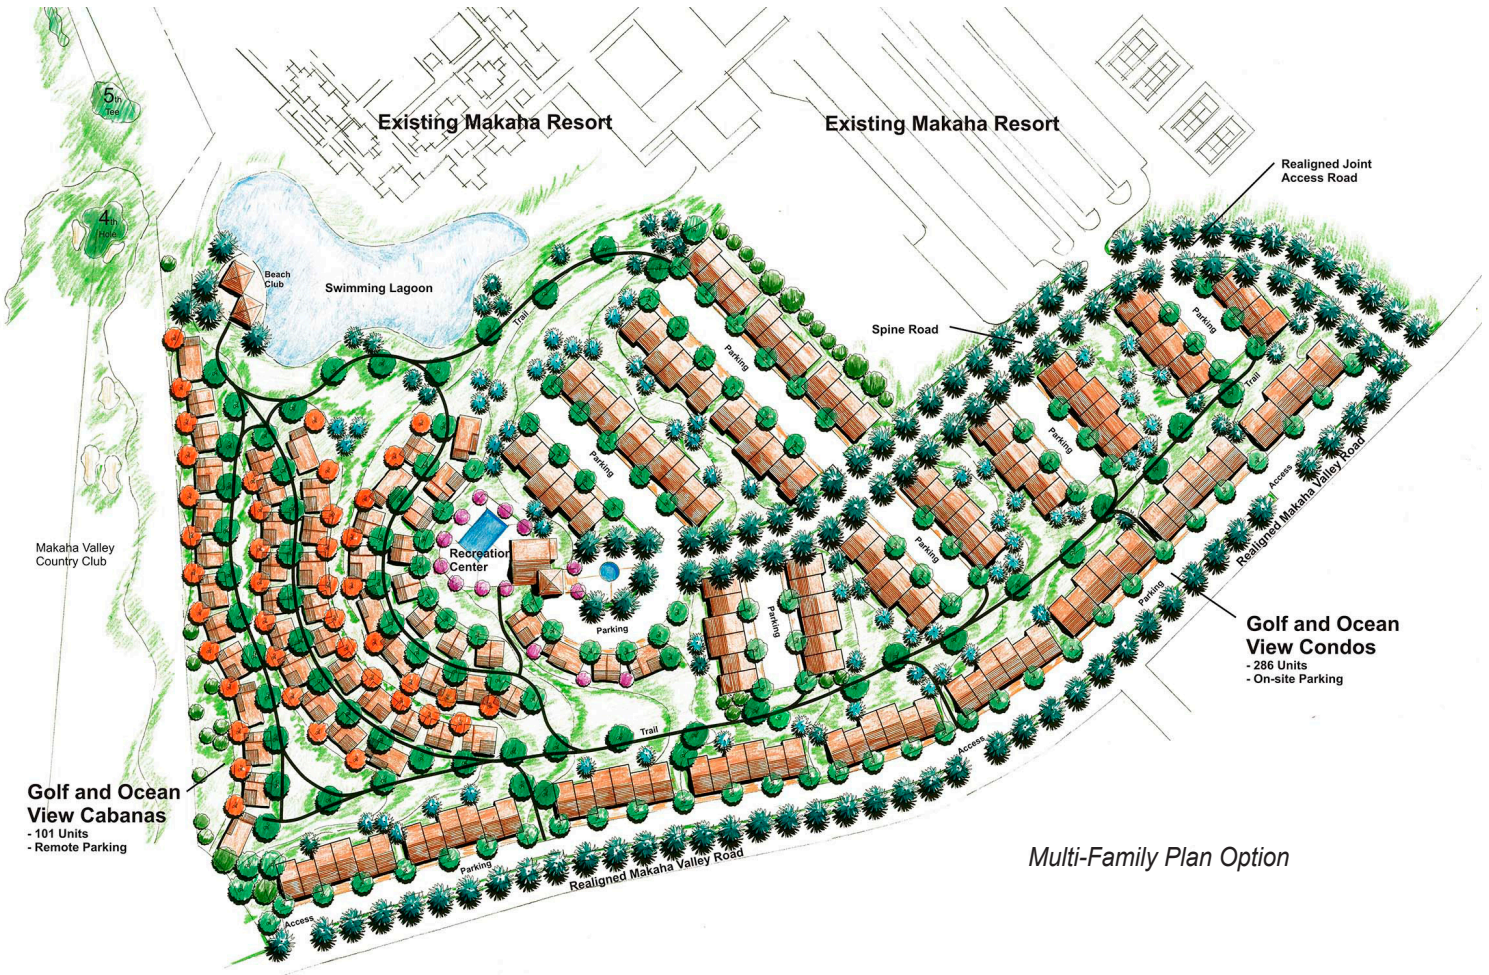 5th
Tee
Existing Makaha Resort
Existing Makaha Resort
Realigned Joint
Access Road
4th
Hole
Beach
Club
Swimming Lagoon
Trail
Spine Road
Parking
Parking
Trail
Parking
Parking
Access
Realigned Makaha Valley Road
Makaha Valley
Country Club
Recreation
Center
Parking
Parking
Parking
Parking
Golf and Ocean
View Condos
- 286 Units
- On-site Parking
Trail
Access
Golf and Ocean
View Cabanas
- 101 Units
- Remote Parking
Parking
Realigned Makaha Valley Road
Access
Multi-Family Plan Option